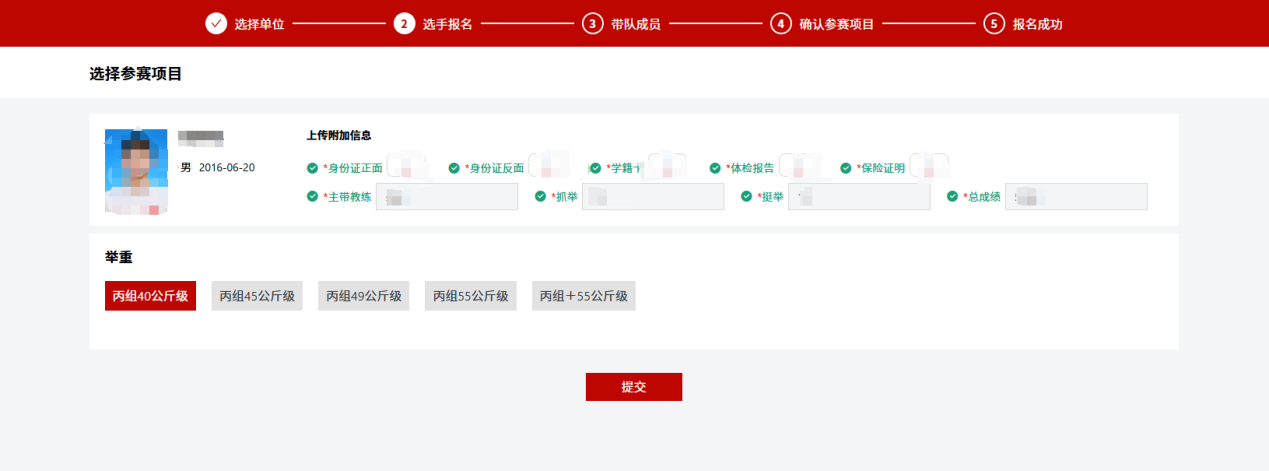 选择单位 2 选手报名 3 带队成员 4 确认参赛项目 5 报名成功
选择参赛项目
上传附加信息
男 2016-06-20
*身份证正面 *身份证反面 *学籍卡 *体检报告 *保险证明
*主带教练 *抓举 *挺举 *总成绩
举重
丙组40公斤级 丙组45公斤级 丙组49公斤级 丙组55公斤级 丙组+55公斤级
提交